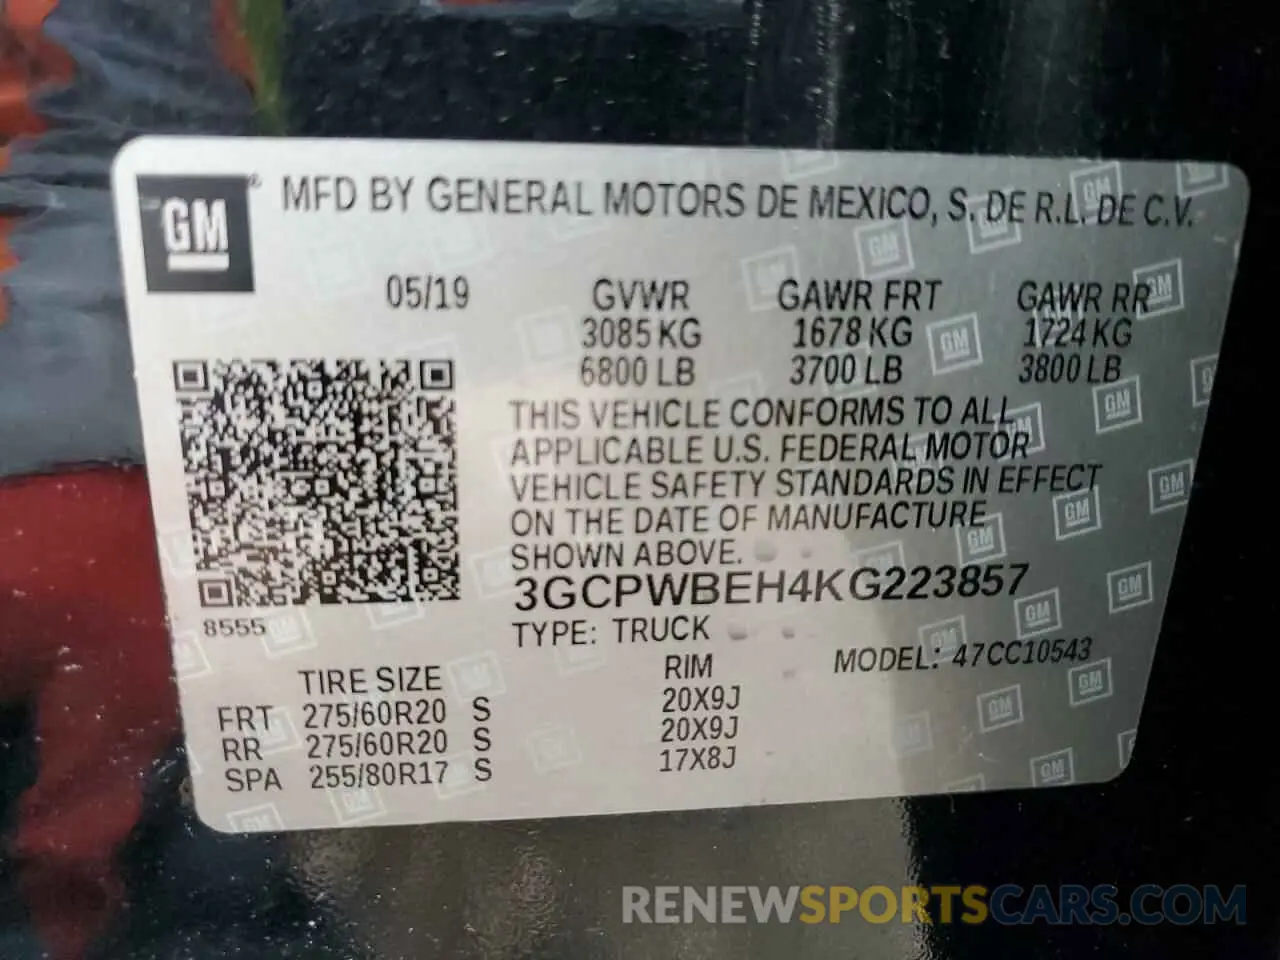 GM® MFD BY GENERAL MOTORS DE MEXICO, S. DE R.L. DE C.V.
05/19 GVWR GAWR FRT GAWR RR
3085 KG 1678 KG 1724 KG
6800 LB 3700 LB 3800 LB
THIS VEHICLE CONFORMS TO ALL
APPLICABLE U.S. FEDERAL MOTOR
VEHICLE SAFETY STANDARDS IN EFFECT
ON THE DATE OF MANUFACTURE
SHOWN ABOVE.
3GCPWBEH4KG223857
8555
TYPE: TRUCK MODEL: 47CC10543
TIRE SIZE RIM
FRT 275/60R20 S 20X9J
RR 275/60R20 S 20X9J
SPA 255/80R17 S 17X8J
RENEWSPORTSCARS.COM